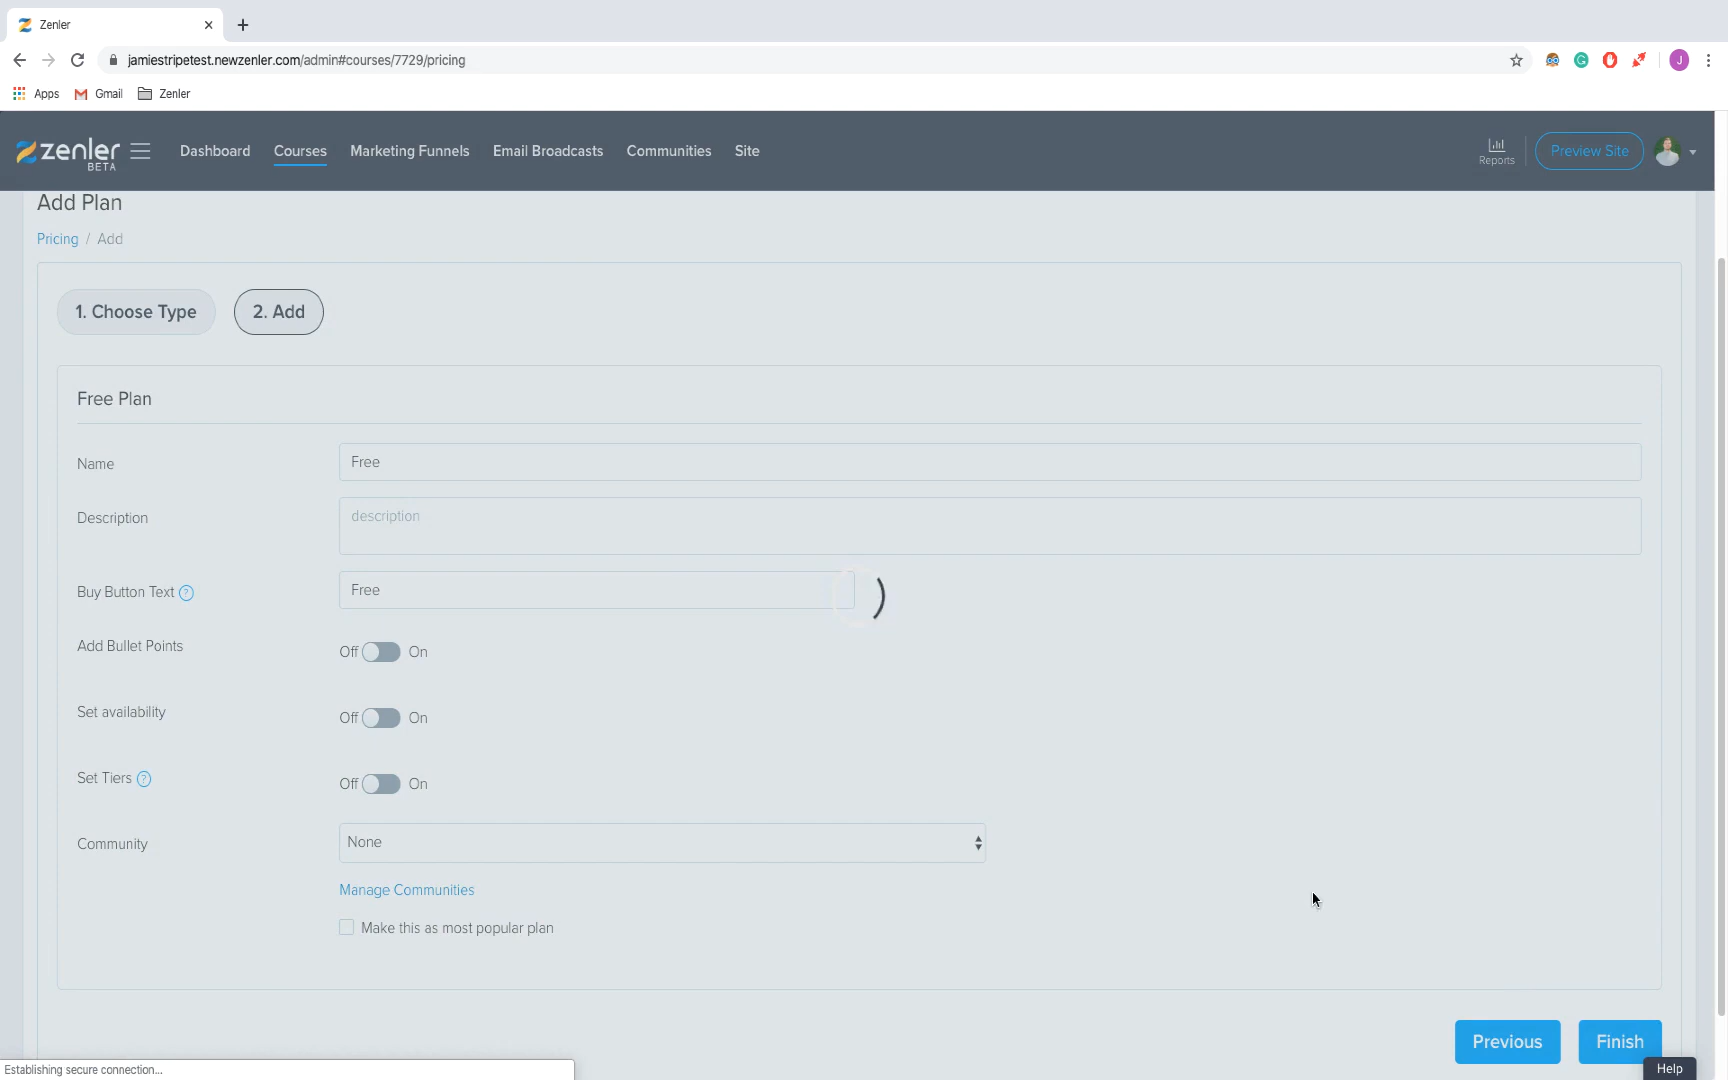 Zenler
jamiestripetest.newzenler.com/admin#courses/7729/pricing
J
Apps Gmail Zenler
zenler BETA Dashboard Courses Marketing Funnels Email Broadcasts Communities Site Reports Preview Site
Add Plan
Pricing / Add
1. Choose Type 2. Add
Free Plan
Name Free
Description description
Buy Button Text ? Free
Add Bullet Points Off On
Set availability Off On
Set Tiers ? Off On
Community None
Manage Communities
Make this as most popular plan
Previous Finish
Establishing secure connection... Help